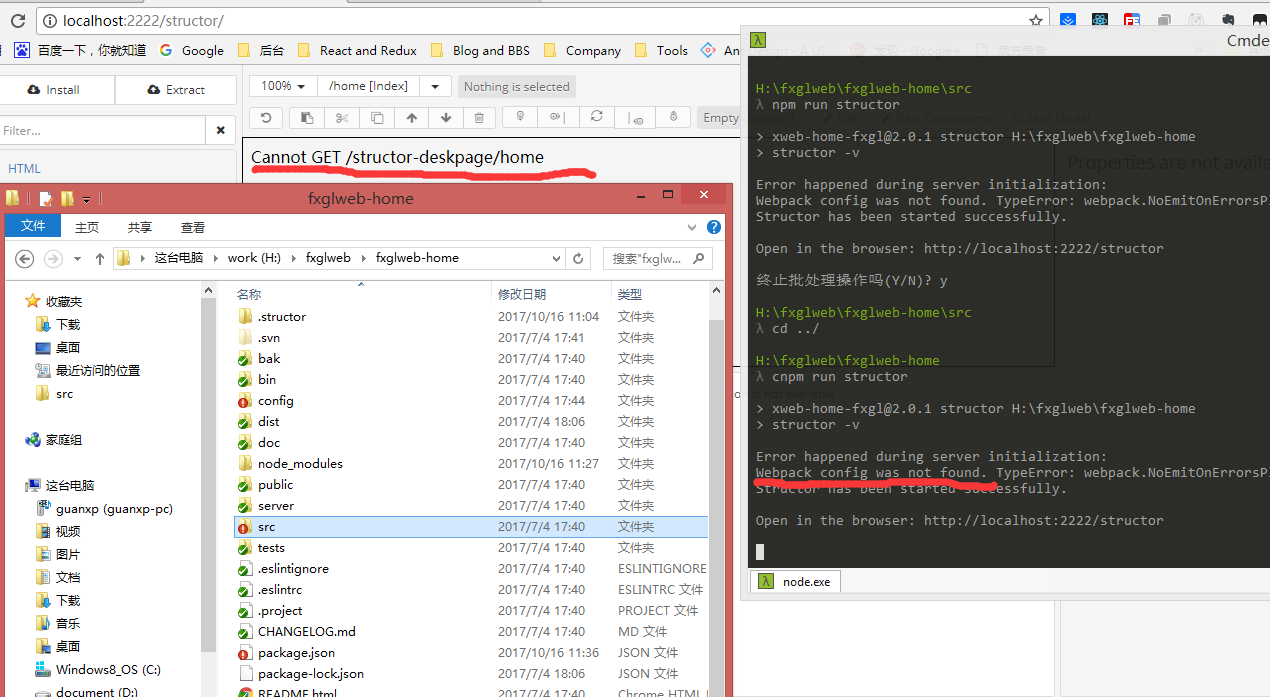 localhost:2222/structor/
百度一下，你就知道 Google 后台 React and Redux Blog and BBS Company Tools
Install Extract
100% /home [Index] Nothing is selected
Filter...
Empty
HTML
Cannot GET /structor-deskpage/home
fxglweb-home
文件 主页 共享 查看
这台电脑 work (H:) fxglweb fxglweb-home
搜索"fxglw...
名称 修改日期 类型
收藏夹
下载
桌面
最近访问的位置
src
家庭组
这台电脑
guanxp (guanxp-pc)
视频
图片
文档
下载
音乐
桌面
Windows8_OS (C:)
document (D:)
.structor 2017/10/16 11:04 文件夹
.svn 2017/7/4 17:41 文件夹
bak 2017/7/4 17:40 文件夹
bin 2017/7/4 17:40 文件夹
config 2017/7/4 17:44 文件夹
dist 2017/7/4 18:06 文件夹
doc 2017/7/4 17:40 文件夹
node_modules 2017/10/16 11:27 文件夹
public 2017/7/4 17:40 文件夹
server 2017/7/4 17:40 文件夹
src 2017/7/4 17:40 文件夹
tests 2017/7/4 17:40 文件夹
.eslintignore 2017/7/4 17:40 ESLINTIGNORE
.eslintrc 2017/7/4 17:40 ESLINTRC 文件
.project 2017/7/4 17:40 PROJECT 文件
CHANGELOG.md 2017/7/4 17:40 MD 文件
package.json 2017/10/16 11:36 JSON 文件
package-lock.json 2017/7/4 18:06 JSON 文件
README.html 2017/7/4 17:40 Chrome HTML
λ Cmde
H:\fxglweb\fxglweb-home\src
λ npm run structor
> xweb-home-fxgl@2.0.1 structor H:\fxglweb\fxglweb-home
> structor -v
Properties are not availa
Error happened during server initialization:
Webpack config was not found. TypeError: webpack.NoEmitOnErrorsP
Structor has been started successfully.
Open in the browser: http://localhost:2222/structor
终止批处理操作吗(Y/N)? y
H:\fxglweb\fxglweb-home\src
λ cd ../
H:\fxglweb\fxglweb-home
λ cnpm run structor
> xweb-home-fxgl@2.0.1 structor H:\fxglweb\fxglweb-home
> structor -v
Error happened during server initialization:
Webpack config was not found. TypeError: webpack.NoEmitOnErrorsP
Structor has been started successfully.
Open in the browser: http://localhost:2222/structor
λ node.exe